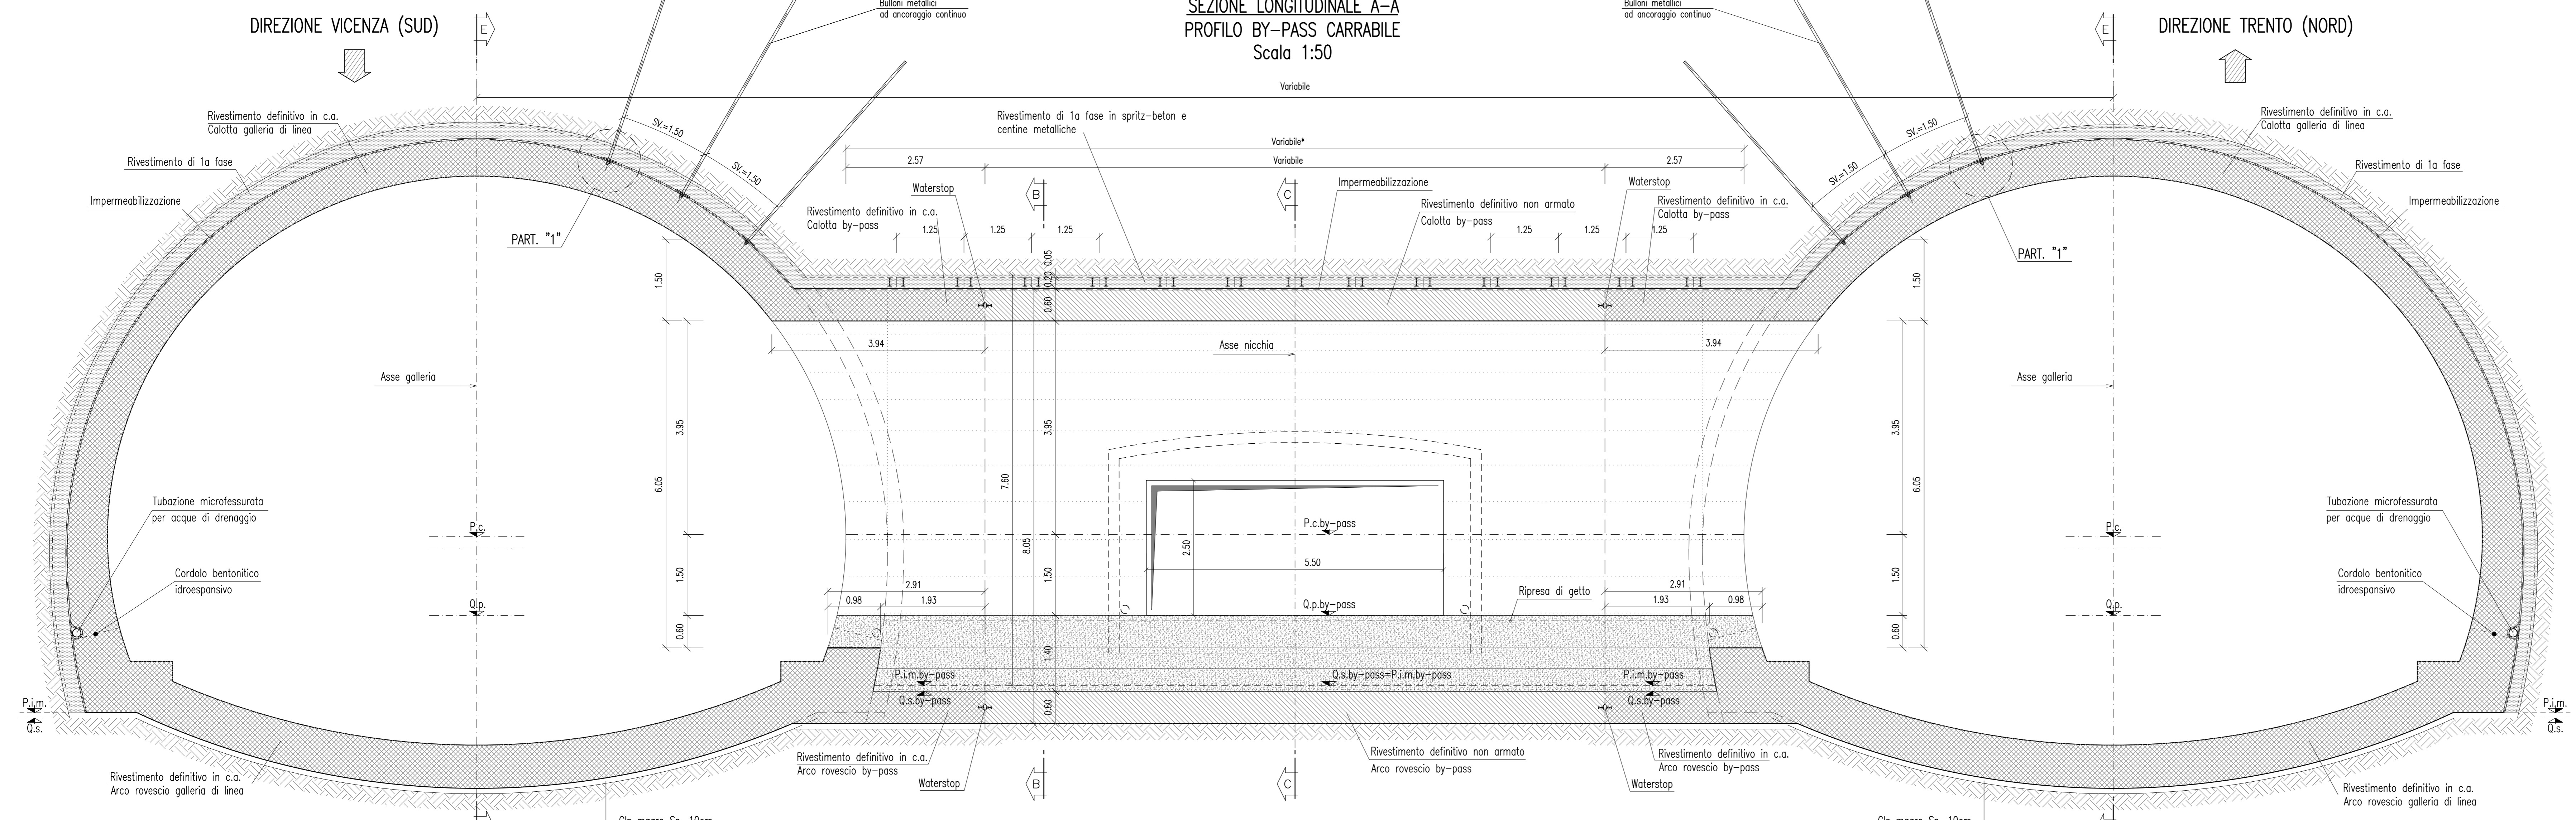 SEZIONE LONGITUDINALE A-A
PROFILO BY-PASS CARRABILE
Scala 1:50
DIREZIONE VICENZA (SUD)
E
Bulloni metallici
ad ancoraggio continuo
Bulloni metallici
ad ancoraggio continuo
E
DIREZIONE TRENTO (NORD)
Variabile
Rivestimento definitivo in c.a.
Calotta galleria di linea
Rivestimento di 1a fase
Impermeabilizzazione
SV.=1.50
SV.=1.50
PART. "1"
Rivestimento di 1a fase in spritz-beton e
centine metalliche
Variabile*
2.57
Variabile
2.57
Waterstop
B
C
Impermeabilizzazione
Waterstop
Rivestimento definitivo in c.a.
Calotta by-pass
Rivestimento definitivo non armato
Calotta by-pass
Rivestimento definitivo in c.a.
Calotta by-pass
1.25
1.25
1.25
1.25
1.25
1.25
SV.=1.50
SV.=1.50
PART. "1"
Rivestimento definitivo in c.a.
Calotta galleria di linea
Rivestimento di 1a fase
Impermeabilizzazione
1.50
0.05
0.20
0.60
1.50
3.94
Asse nicchia
3.94
Asse galleria
Asse galleria
3.95
6.05
3.95
7.60
8.05
3.95
6.05
Tubazione microfessurata
per acque di drenaggio
Cordolo bentonitico
idroespansivo
P.c.
Q.p.
1.50
0.60
P.c.by-pass
2.50
5.50
Q.p.by-pass
1.50
2.91
0.98
1.93
Ripresa di getto
2.91
1.93
0.98
1.50
0.60
P.c.
Q.p.
Tubazione microfessurata
per acque di drenaggio
Cordolo bentonitico
idroespansivo
1.40
P.i.m.by-pass
Q.s.by-pass
Q.s.by-pass=P.i.m.by-pass
P.i.m.by-pass
Q.s.by-pass
0.60
P.i.m.
Q.s.
P.i.m.
Q.s.
Rivestimento definitivo in c.a.
Arco rovescio galleria di linea
Rivestimento definitivo in c.a.
Arco rovescio by-pass
Waterstop
B
C
Rivestimento definitivo non armato
Arco rovescio by-pass
Rivestimento definitivo in c.a.
Arco rovescio by-pass
Waterstop
Rivestimento definitivo in c.a.
Arco rovescio galleria di linea